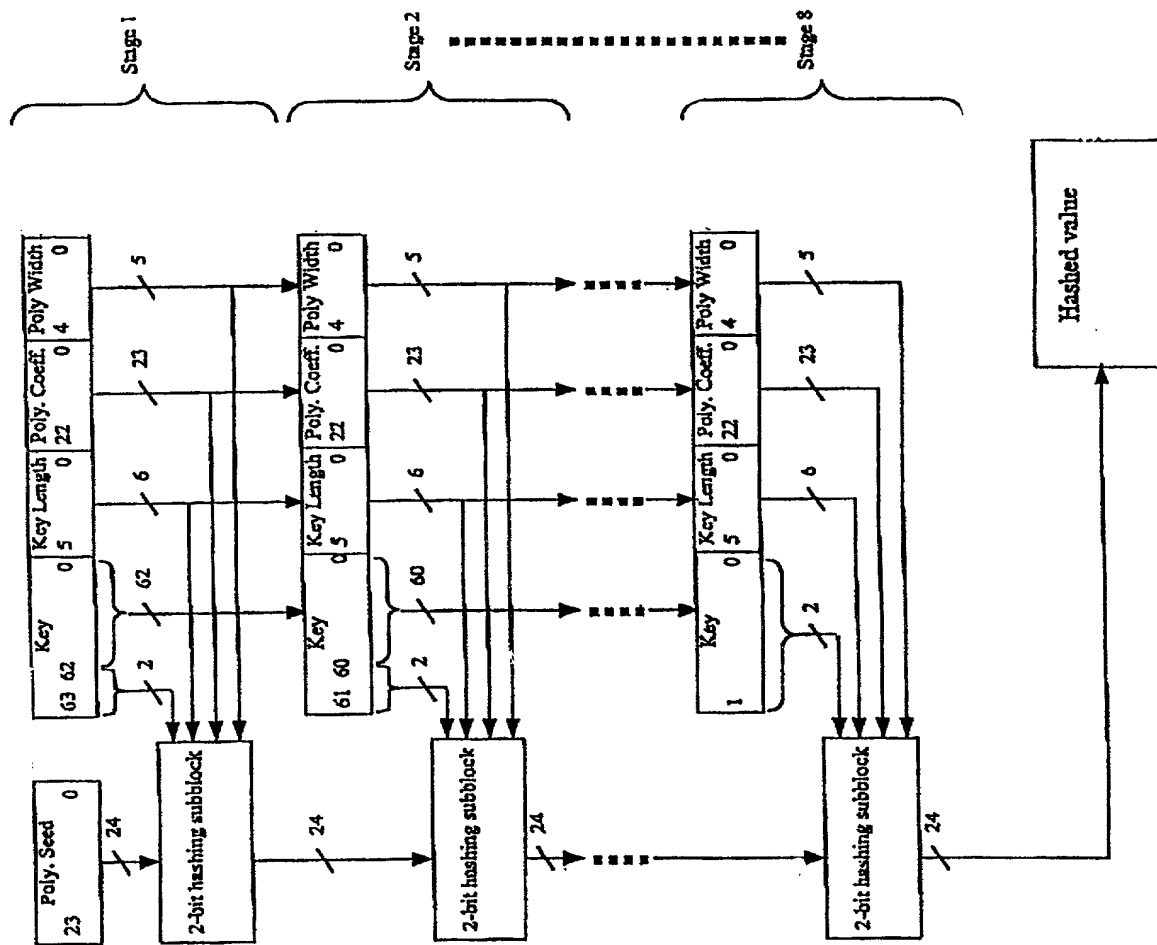 Stage 1
Stage 2
Stage 8
Poly. Seed
23 0
24
Key
63 62 0
Key Length
5 0
Poly. Coeff.
22 0
Poly Width
4 0
2
62
6
23
5
2-bit hashing subblock
24
Key
61 60 0
Key Length
5 0
Poly. Coeff.
22 0
Poly Width
4 0
2
60
6
23
5
2-bit hashing subblock
24
Key
1 0
Key Length
5 0
Poly. Coeff.
22 0
Poly Width
4 0
2
6
23
5
2-bit hashing subblock
24
Hashed value